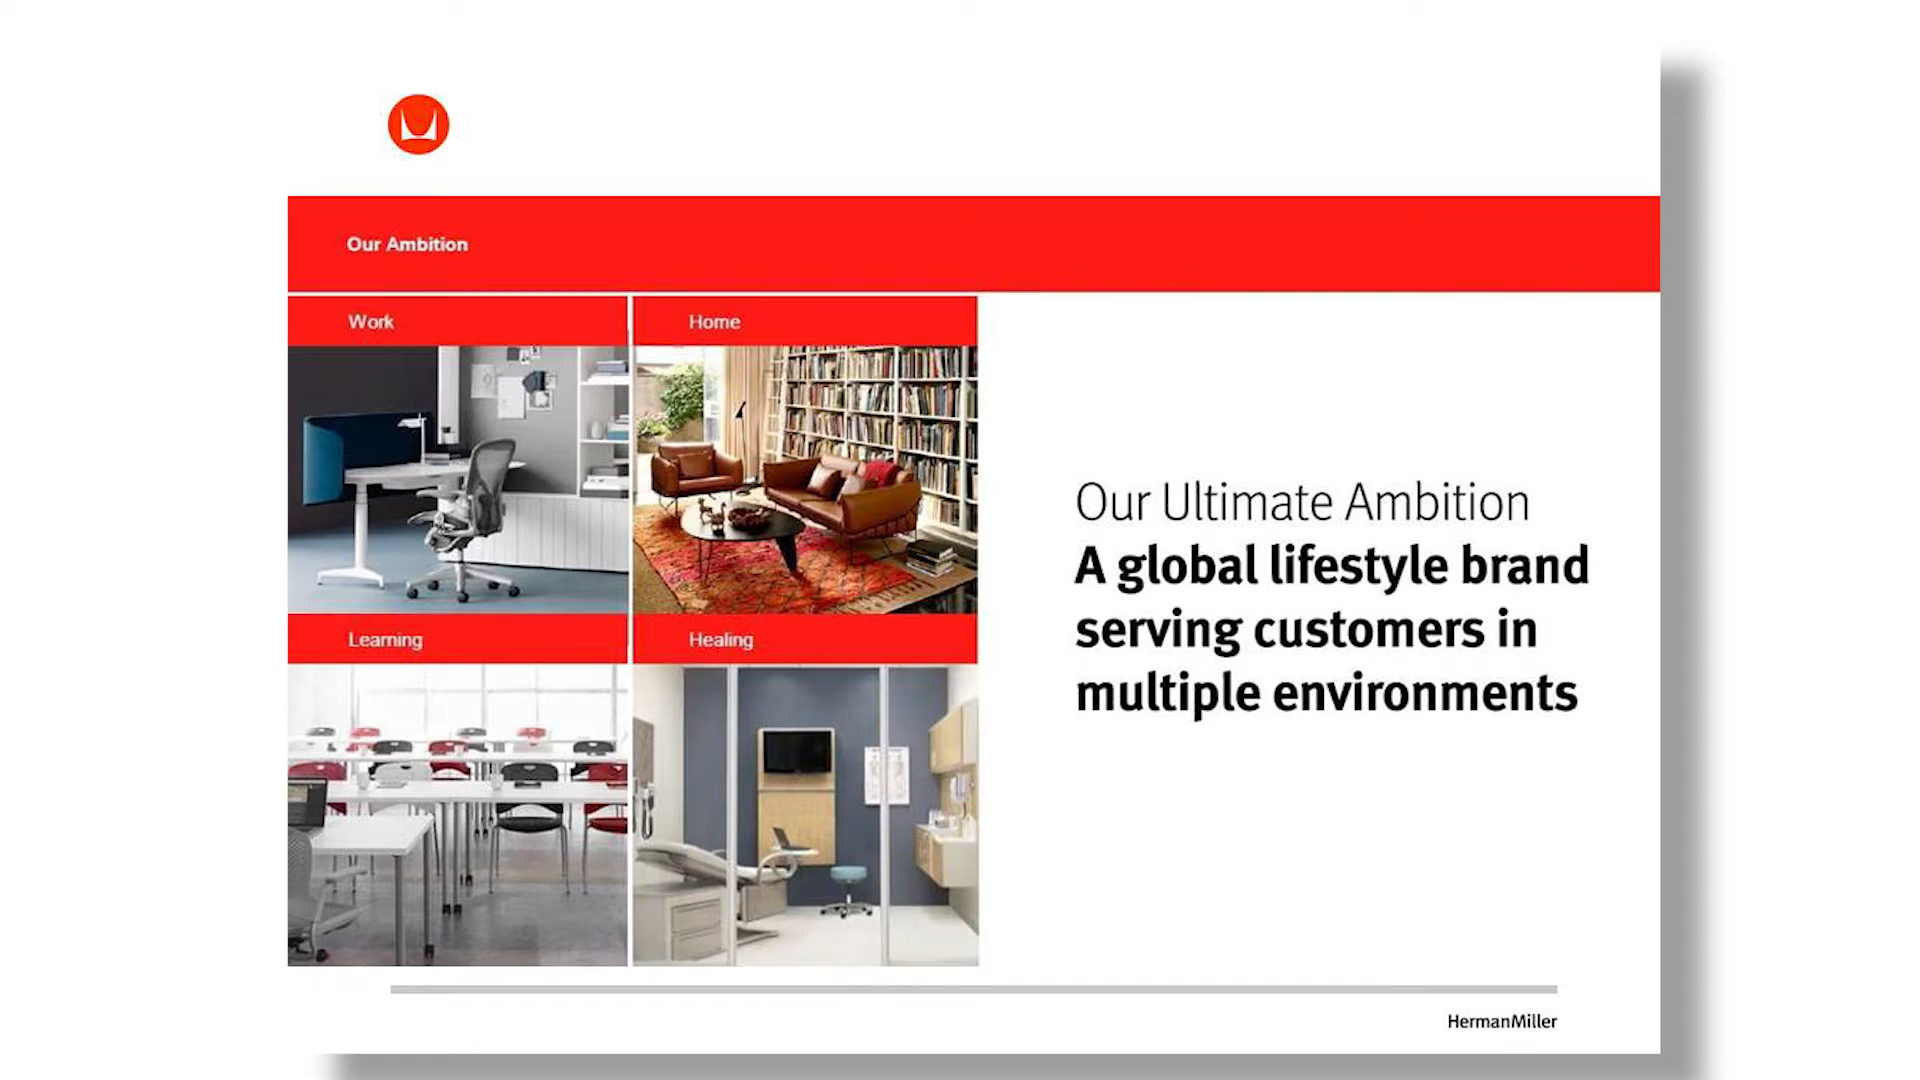 Our Ambition
Work
Home
Learning
Healing
Our Ultimate Ambition
A global lifestyle brand
serving customers in
multiple environments
HermanMiller